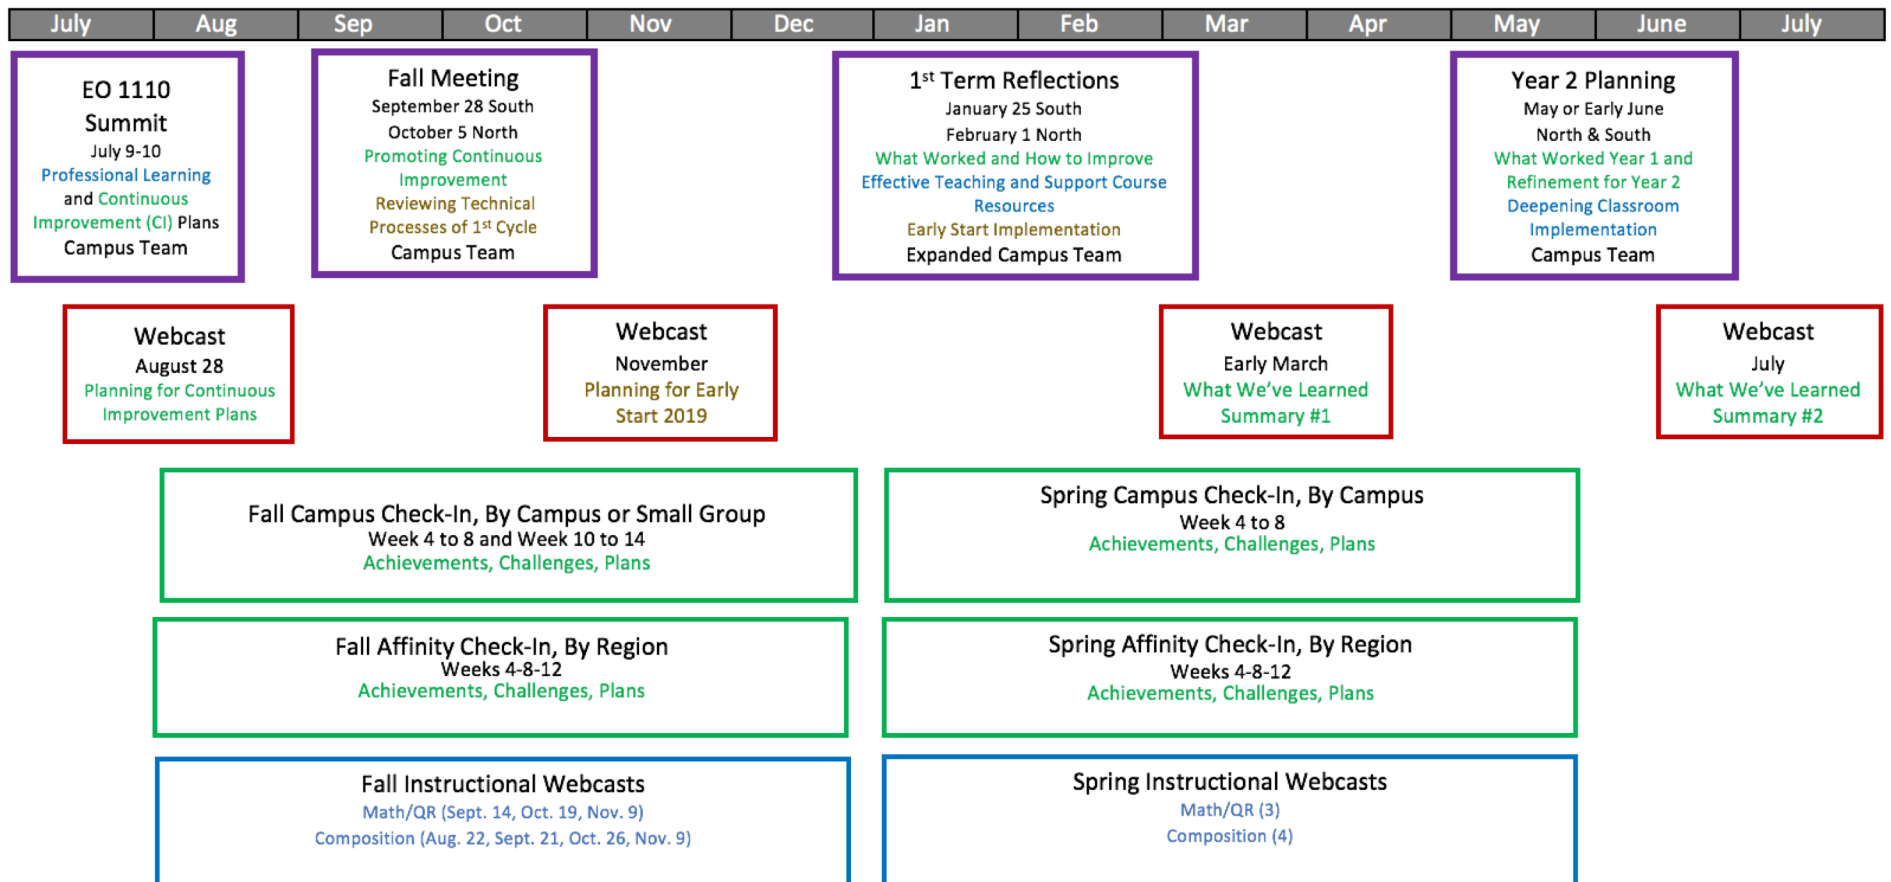 July Aug Sep Oct Nov Dec Jan Feb Mar Apr May June July
EO 1110
Summit
July 9-10
Professional Learning
and Continuous
Improvement (CI) Plans
Campus Team
Fall Meeting
September 28 South
October 5 North
Promoting Continuous
Improvement
Reviewing Technical
Processes of 1st Cycle
Campus Team
1st Term Reflections
January 25 South
February 1 North
What Worked and How to Improve
Effective Teaching and Support Course
Resources
Early Start Implementation
Expanded Campus Team
Year 2 Planning
May or Early June
North & South
What Worked Year 1 and
Refinement for Year 2
Deepening Classroom
Implementation
Campus Team
Webcast
August 28
Planning for Continuous
Improvement Plans
Webcast
November
Planning for Early
Start 2019
Webcast
Early March
What We’ve Learned
Summary #1
Webcast
July
What We’ve Learned
Summary #2
Fall Campus Check-In, By Campus or Small Group
Week 4 to 8 and Week 10 to 14
Achievements, Challenges, Plans
Spring Campus Check-In, By Campus
Week 4 to 8
Achievements, Challenges, Plans
Fall Affinity Check-In, By Region
Weeks 4-8-12
Achievements, Challenges, Plans
Spring Affinity Check-In, By Region
Weeks 4-8-12
Achievements, Challenges, Plans
Fall Instructional Webcasts
Math/QR (Sept. 14, Oct. 19, Nov. 9)
Composition (Aug. 22, Sept. 21, Oct. 26, Nov. 9)
Spring Instructional Webcasts
Math/QR (3)
Composition (4)